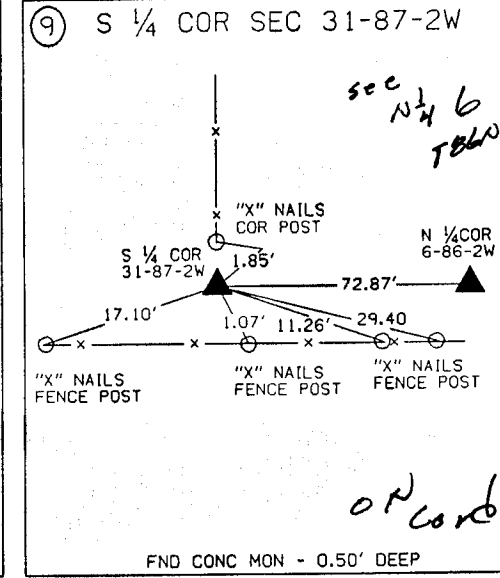 9 S 1/4 COR SEC 31-87-2W
see
N 1/4 6
T86N
"X" NAILS
COR POST
S 1/4 COR
31-87-2W
1.85'
N 1/4 COR
6-86-2W
72.87'
17.10'
1.07'
11.26'
29.40
"X" NAILS
FENCE POST
"X" NAILS
FENCE POST
"X" NAILS
FENCE POST
ON
Card
FND CONC MON - 0.50' DEEP